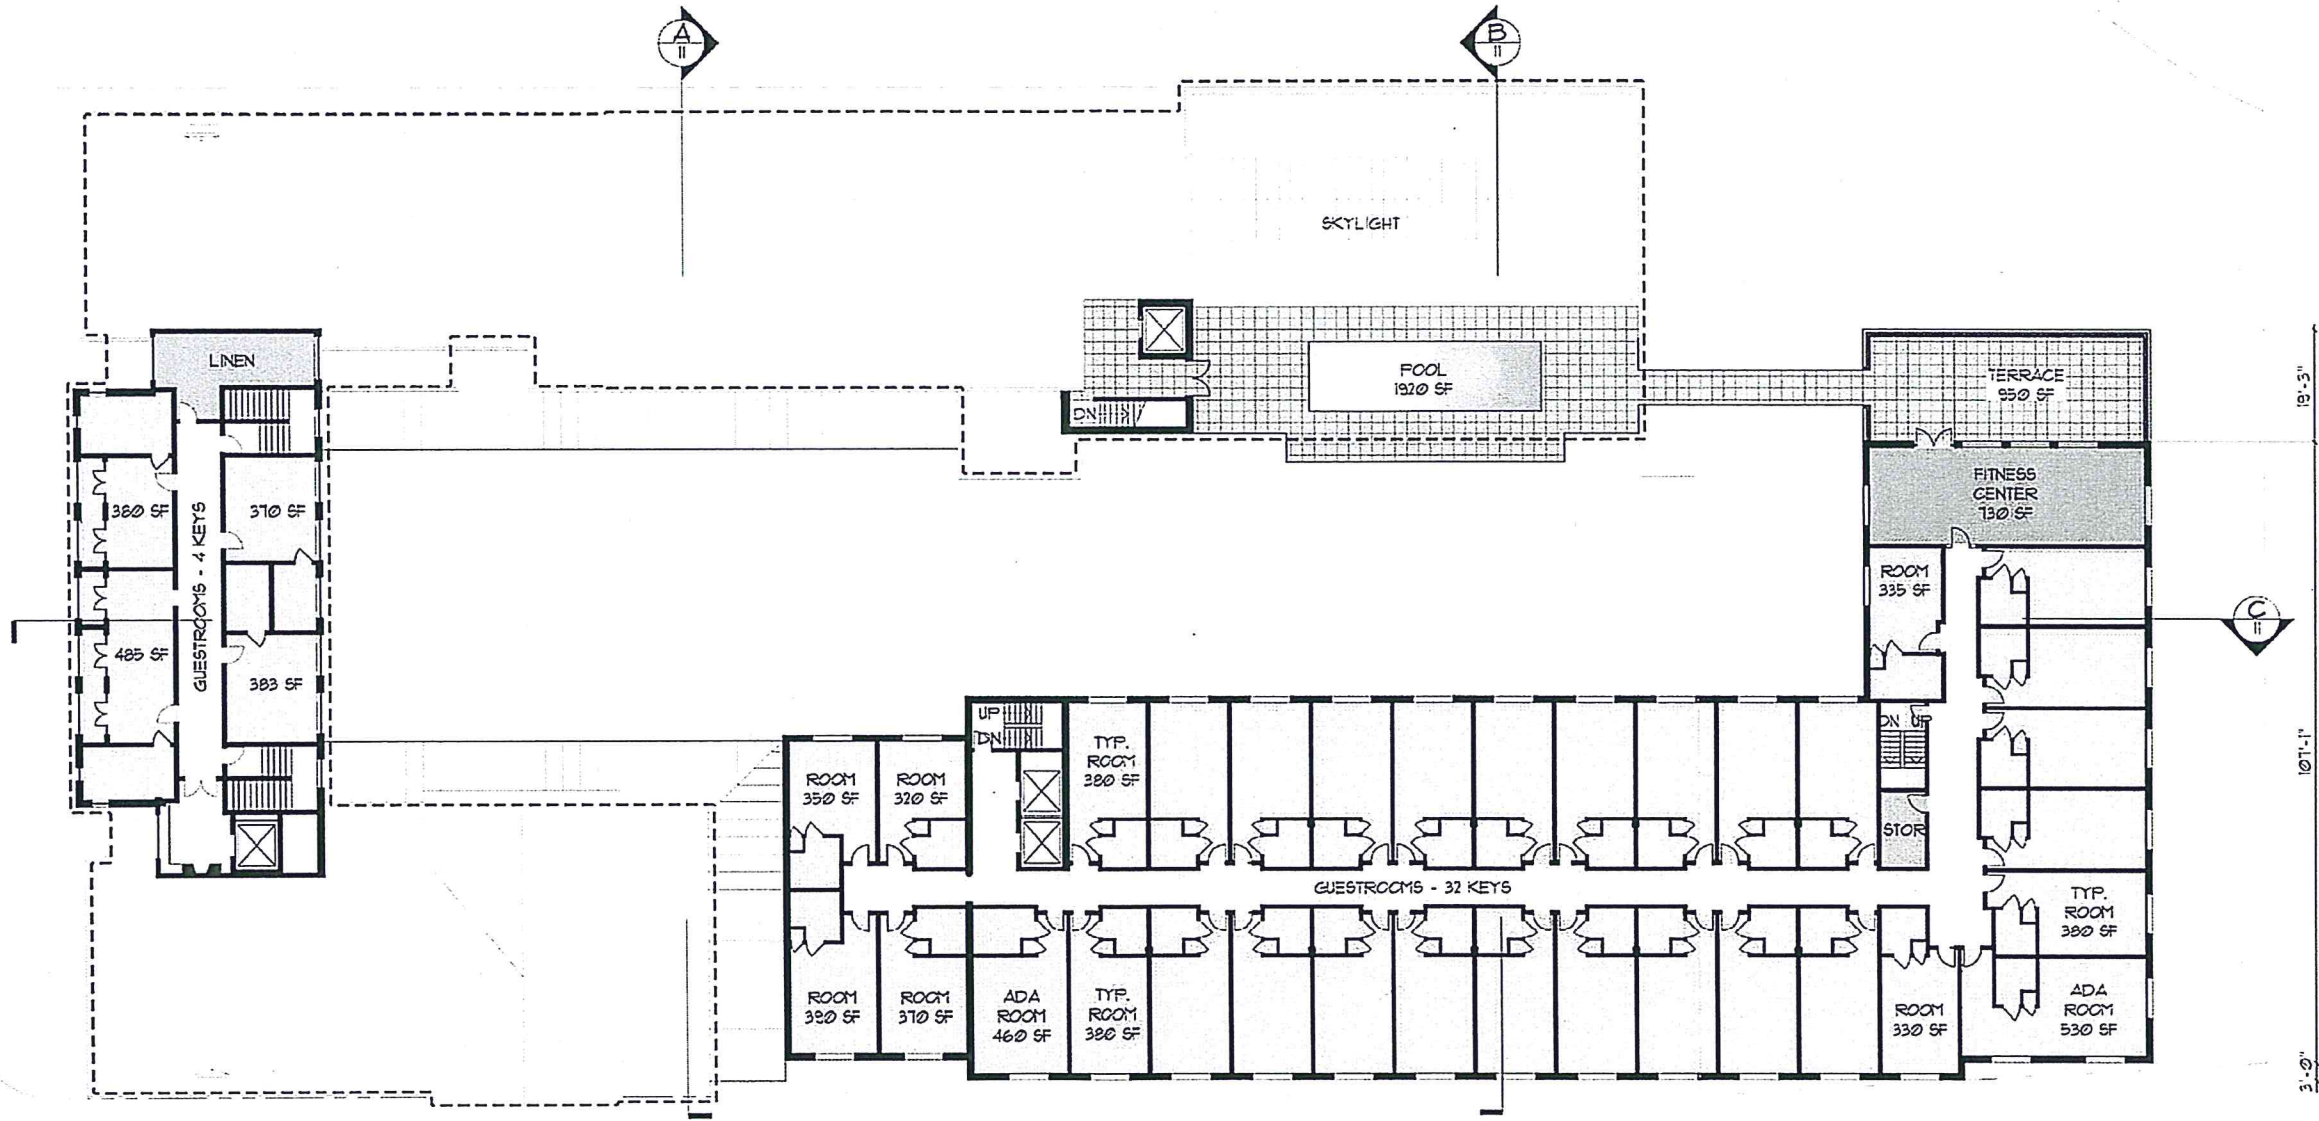 A
11
B
11
SKYLIGHT
LINEN
POOL
1920 SF
DN
TERRACE
950 SF
19'-3"
FITNESS
CENTER
730 SF
380 SF
370 SF
GUESTROOMS - 4 KEYS
485 SF
383 SF
ROOM
335 SF
C
11
UP
DN
DN UP
TYP.
ROOM
380 SF
ROOM
350 SF
ROOM
320 SF
STOR
107'-1"
GUESTROOMS - 32 KEYS
TYP.
ROOM
380 SF
ROOM
390 SF
ROOM
370 SF
ADA
ROOM
460 SF
TYP.
ROOM
380 SF
ROOM
330 SF
ADA
ROOM
530 SF
3'-0"